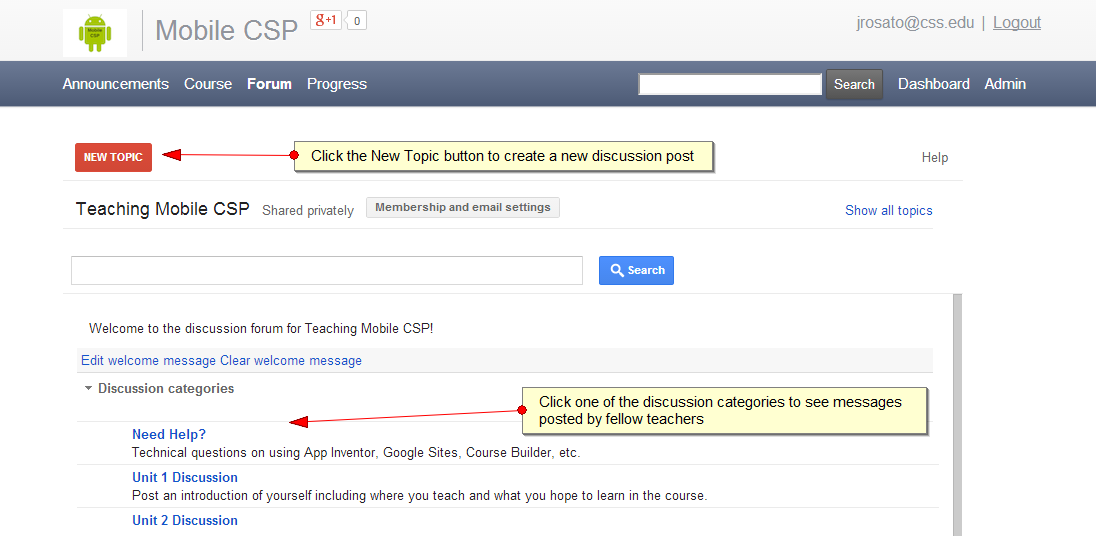 Mobile CSP
Mobile CSP
g+1 0
jrosato@css.edu | Logout
Announcements Course Forum Progress
Search Dashboard Admin
NEW TOPIC
Click the New Topic button to create a new discussion post
Help
Teaching Mobile CSP Shared privately Membership and email settings Show all topics
Search
Welcome to the discussion forum for Teaching Mobile CSP!
Edit welcome message Clear welcome message
Discussion categories
Click one of the discussion categories to see messages
posted by fellow teachers
Need Help?
Technical questions on using App Inventor, Google Sites, Course Builder, etc.
Unit 1 Discussion
Post an introduction of yourself including where you teach and what you hope to learn in the course.
Unit 2 Discussion